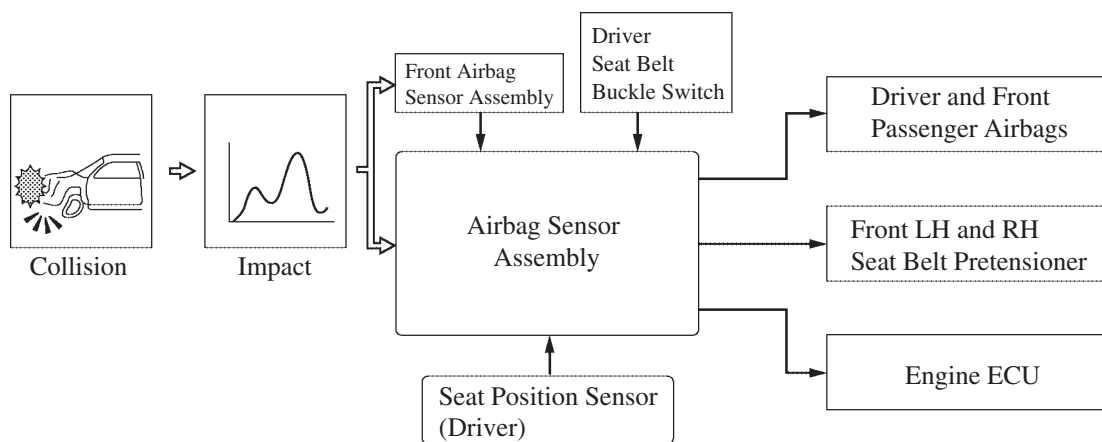 Driver
Seat Belt
Buckle Switch
Front Airbag
Sensor Assembly
Driver and Front
Passenger Airbags
Airbag Sensor
Assembly
Front LH and RH
Seat Belt Pretensioner
Collision
Impact
Engine ECU
Seat Position Sensor
(Driver)